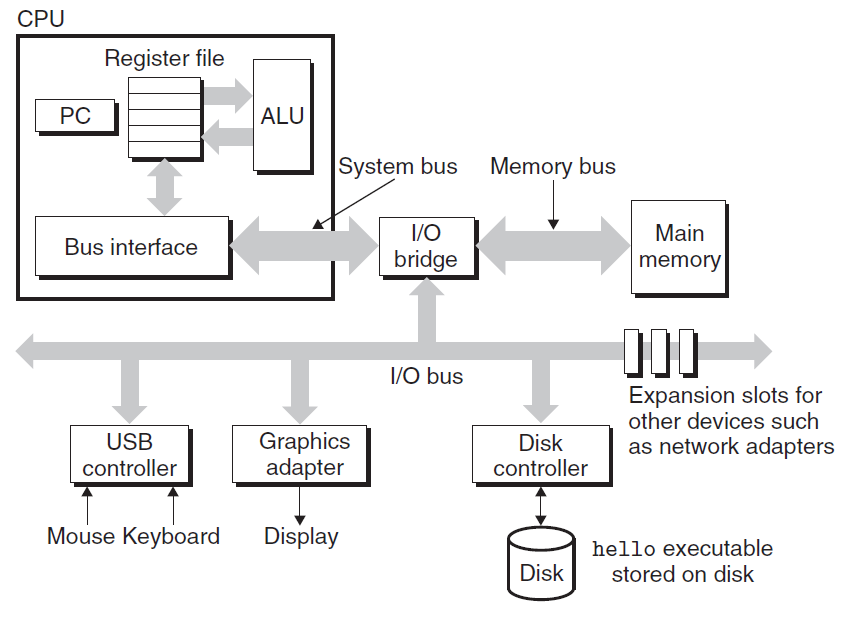 CPU
Register file
PC
ALU
System bus
Memory bus
Bus interface
I/O
bridge
Main
memory
I/O bus
Expansion slots for
other devices such
as network adapters
USB
controller
Graphics
adapter
Disk
controller
Mouse Keyboard
Display
Disk
hello executable
stored on disk